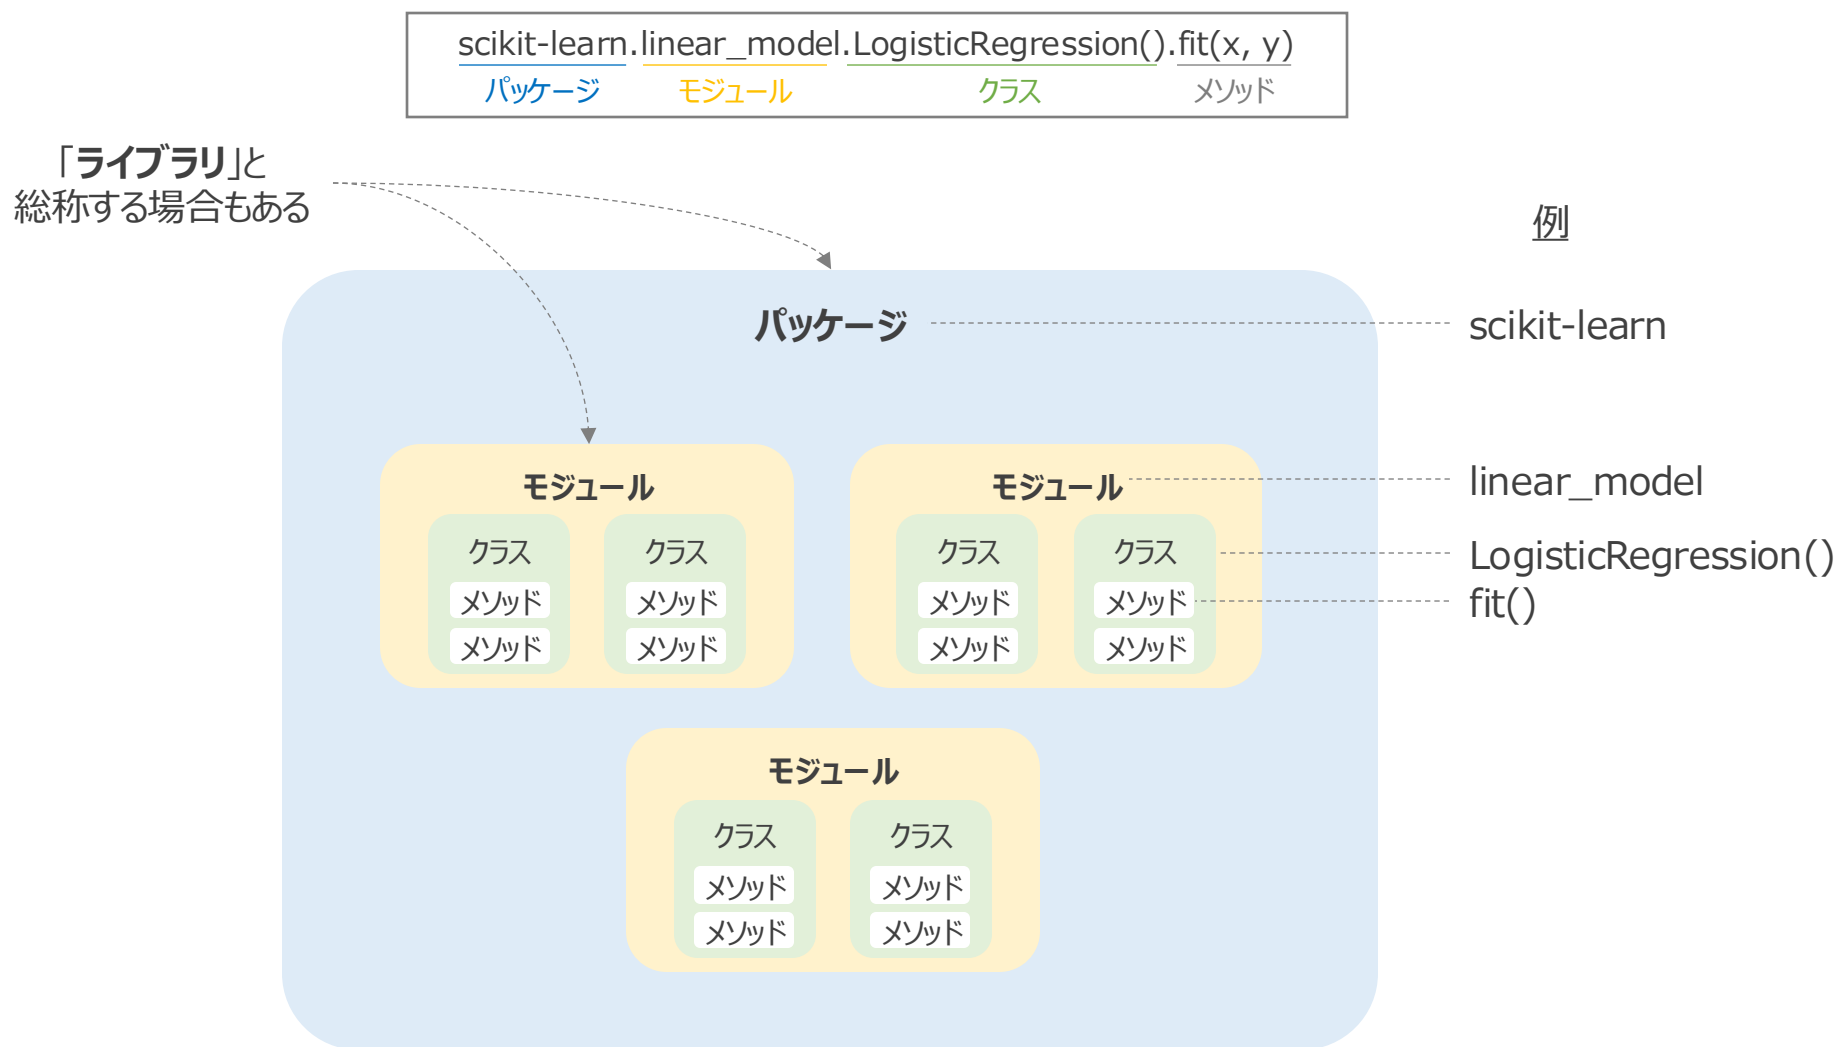 scikit-learn.linear_model.LogisticRegression().fit(x, y)
パッケージ モジュール クラス メソッド
「ライブラリ」と
総称する場合もある
例
パッケージ
scikit-learn
モジュール モジュール
linear_model
クラス クラス クラス クラス
LogisticRegression()
メソッド メソッド メソッド メソッド
fit()
メソッド メソッド メソッド メソッド
モジュール
クラス クラス
メソッド メソッド
メソッド メソッド